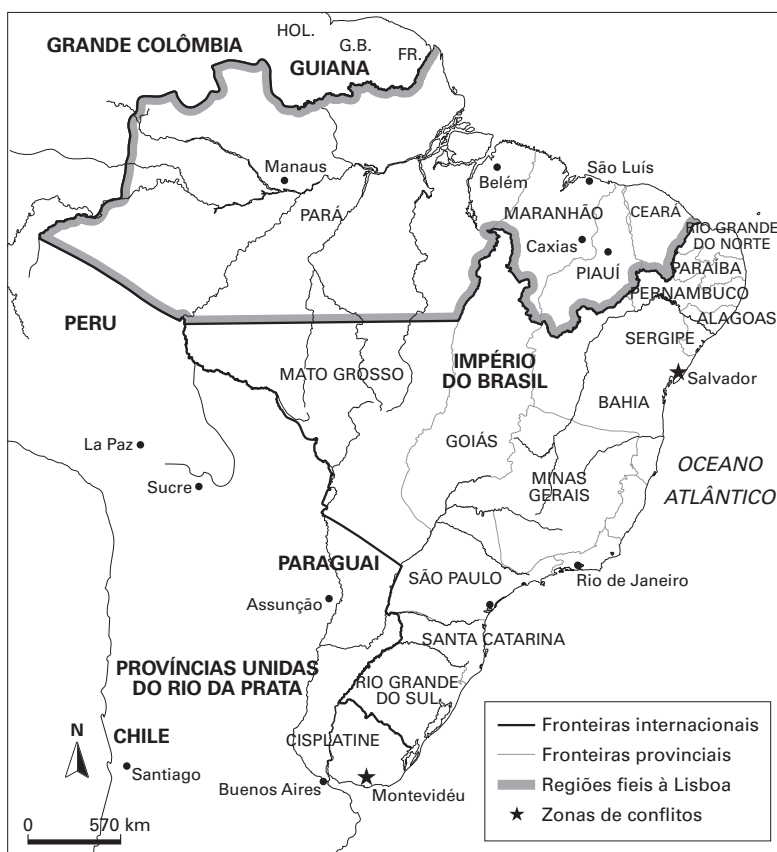 HOL.
GRANDE COLÔMBIA
G.B.
FR.
GUIANA
Manaus
Belém
São Luís
PARÁ
MARANHÃO
CEARÁ
RIO GRANDE
DO NORTE
Caxias
PIAUÍ
PARAÍBA
PERNAMBUCO
ALAGOAS
PERU
SERGIPE
IMPÉRIO
DO BRASIL
MATO GROSSO
Salvador
BAHIA
GOIÁS
La Paz
OCEANO
ATLÂNTICO
Sucre
MINAS
GERAIS
PARAGUAI
SÃO PAULO
Rio de Janeiro
Assunção
SANTA CATARINA
PROVÍNCIAS UNIDAS
DO RIO DA PRATA
RIO GRANDE
DO SUL
N
CHILE
CISPLATINE
Santiago
Buenos Aires
Montevidéu
0 570 km
Fronteiras internacionais
Fronteiras provinciais
Regiões fieis à Lisboa
Zonas de conflitos